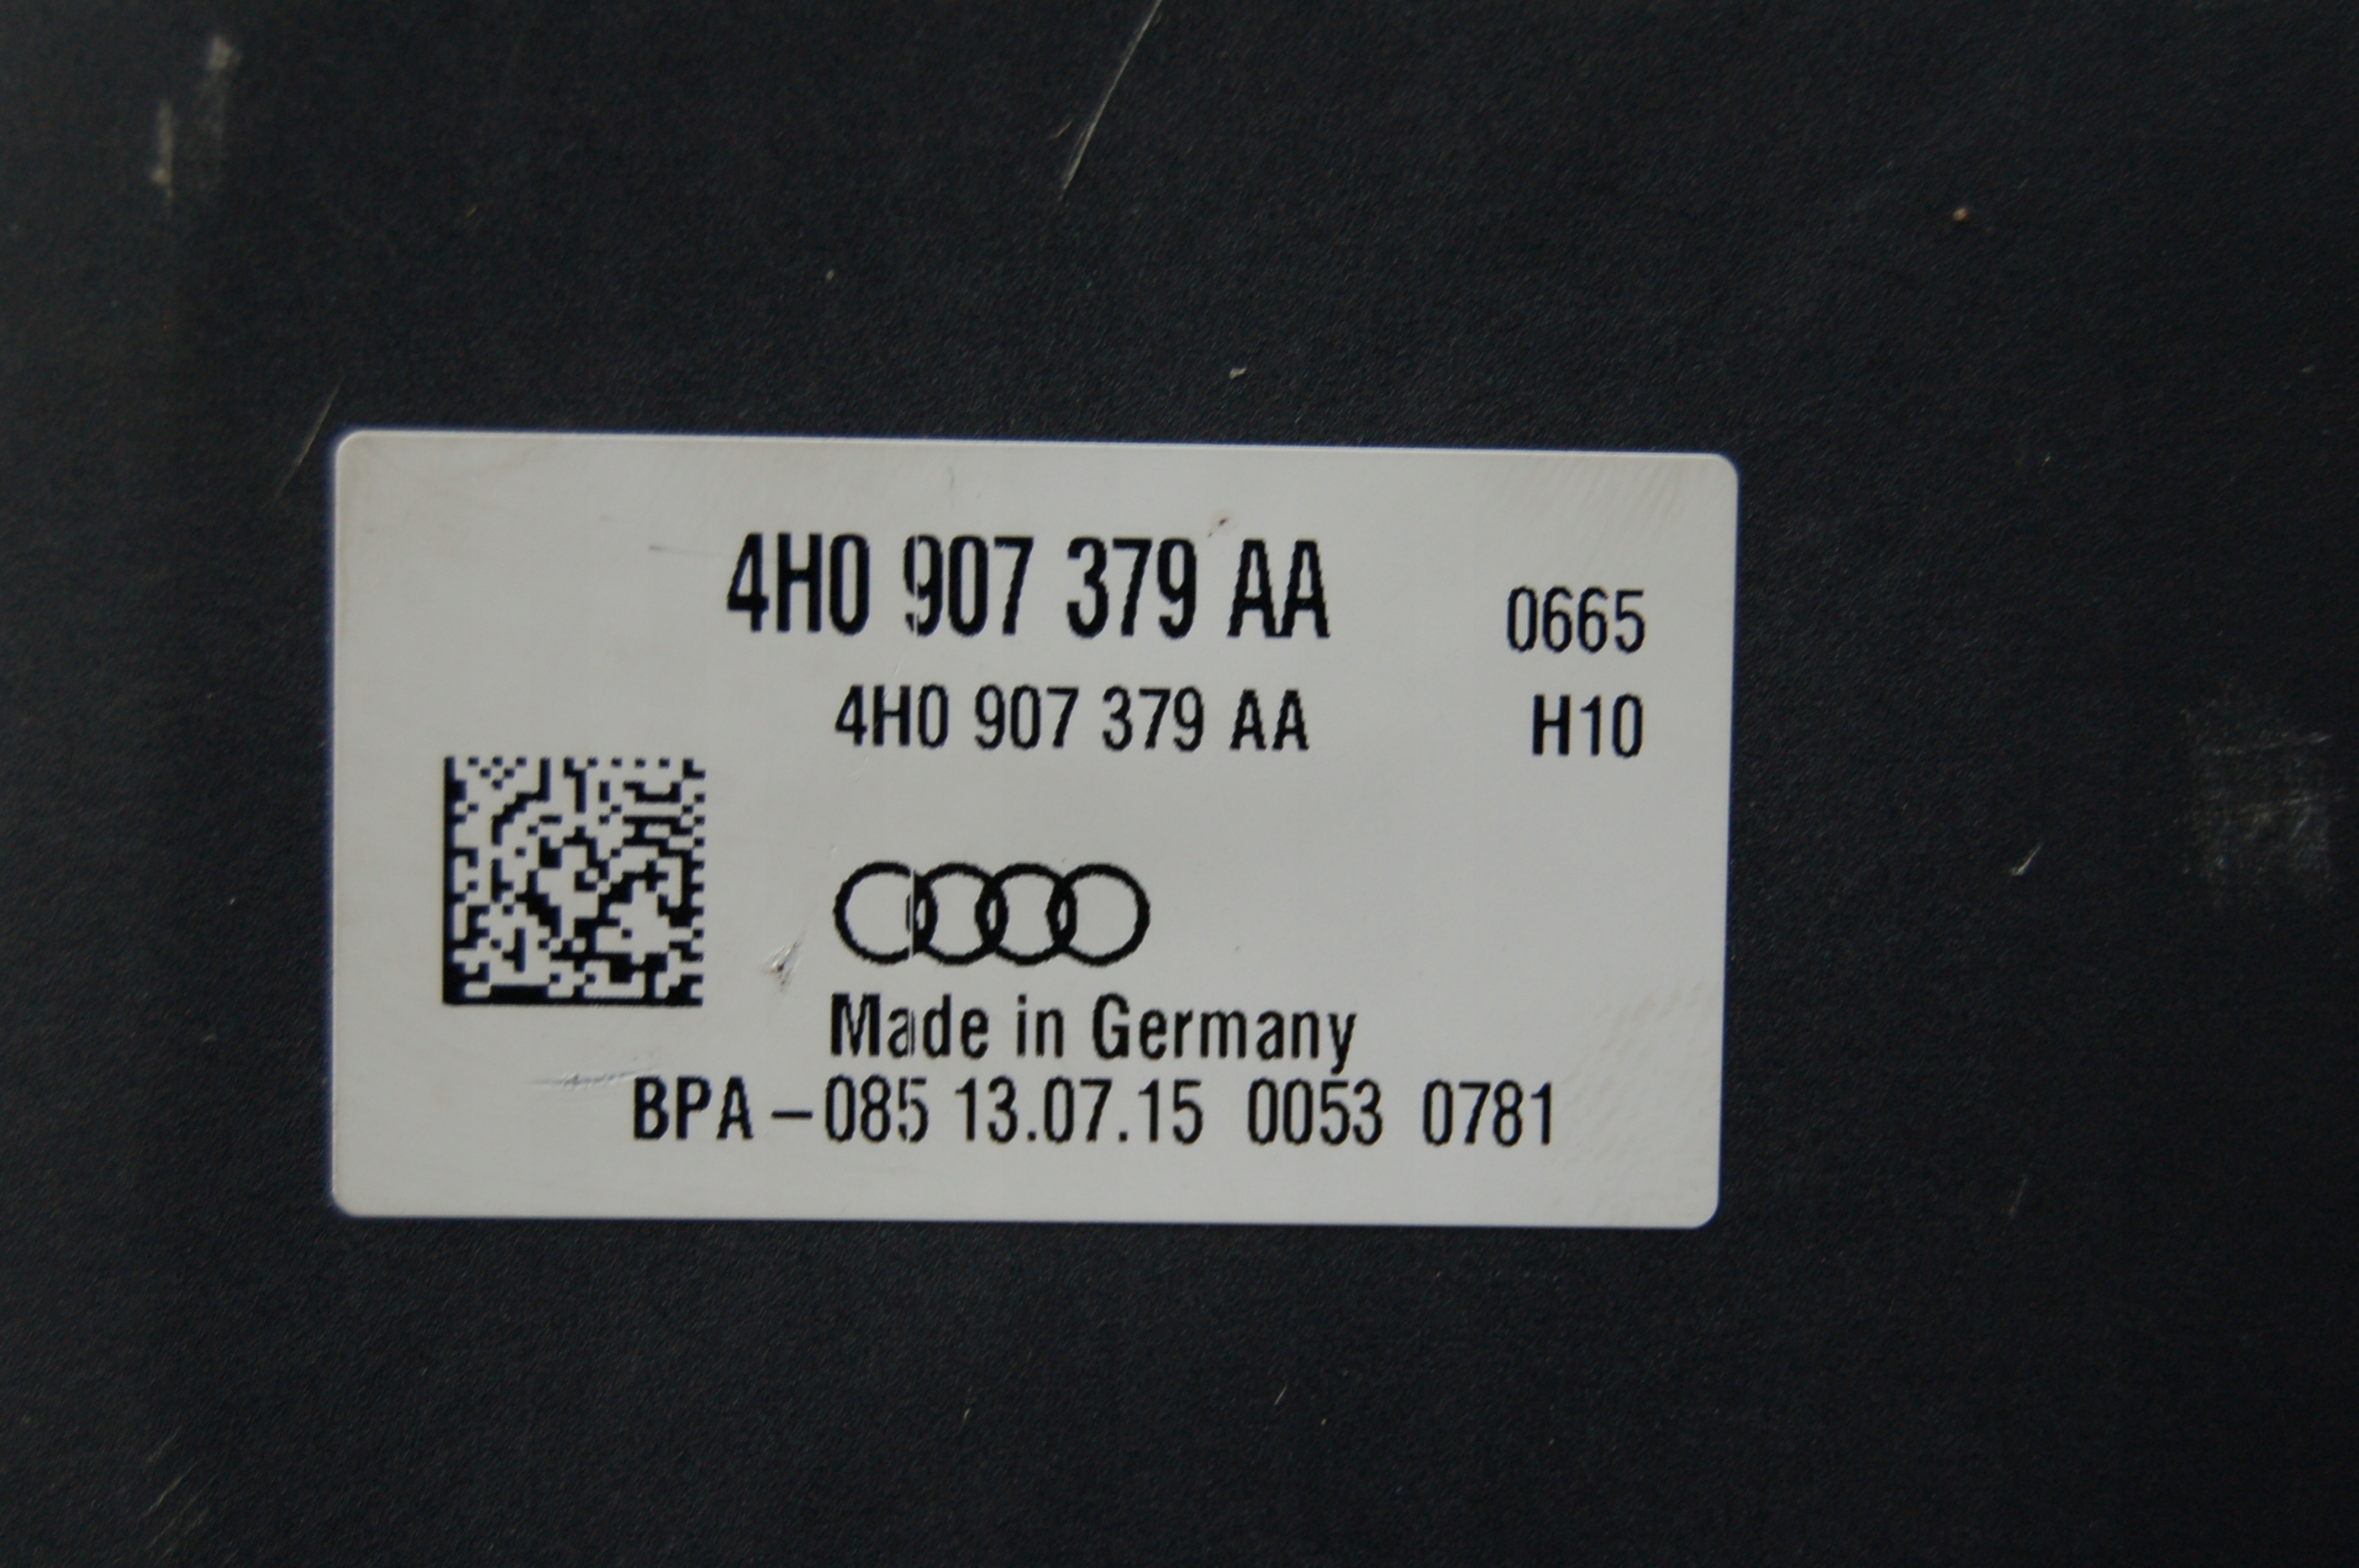 4H0 907 379 AA
0665
4H0 907 379 AA
H10
Made in Germany
BPA-085 13.07.15 0053 0781